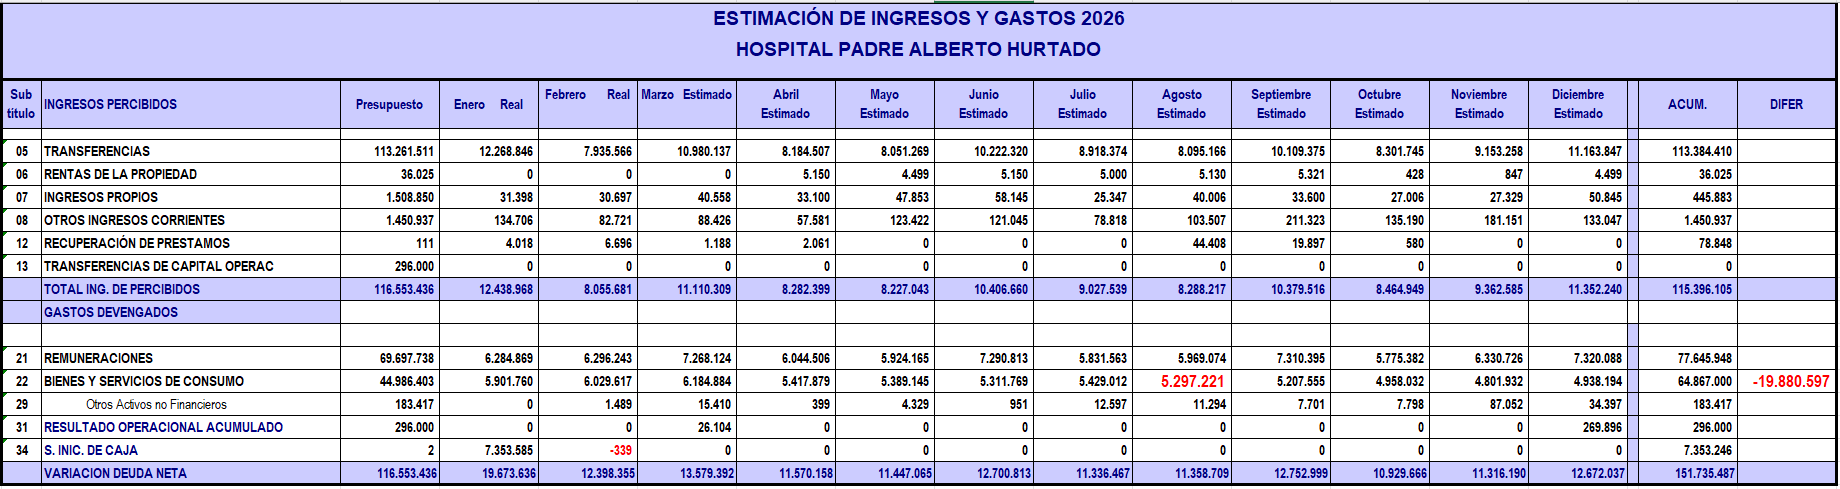 ESTIMACIÓN DE INGRESOS Y GASTOS 2026
HOSPITAL PADRE ALBERTO HURTADO
Sub titulo INGRESOS PERCIBIDOS Presupuesto Enero Real Febrero Real Marzo Estimado Abril Estimado Mayo Estimado Junio Estimado Julio Estimado Agosto Estimado Septiembre Estimado Octubre Estimado Noviembre Estimado Diciembre Estimado ACUM. DIFER
05 TRANSFERENCIAS 113.261.511 12.268.846 7.935.566 10.980.137 8.184.507 8.051.269 10.222.320 8.918.374 8.095.166 10.109.375 8.301.745 9.153.258 11.163.847 113.384.410
06 RENTAS DE LA PROPIEDAD 36.025 0 0 0 5.150 4.499 5.150 5.000 5.130 5.321 428 847 4.499 36.025
07 INGRESOS PROPIOS 1.508.850 31.398 30.697 40.558 33.100 47.853 58.145 25.347 40.006 33.600 27.006 27.329 50.845 445.883
08 OTROS INGRESOS CORRIENTES 1.450.937 134.706 82.721 88.426 57.581 123.422 121.045 78.818 103.507 211.323 135.190 181.151 133.047 1.450.937
12 RECUPERACIÓN DE PRESTAMOS 111 4.018 6.696 1.188 2.061 0 0 0 44.408 19.897 580 0 0 78.848
13 TRANSFERENCIAS DE CAPITAL OPERAC 296.000 0 0 0 0 0 0 0 0 0 0 0 0 0
TOTAL ING. DE PERCIBIDOS 116.553.436 12.438.968 8.055.681 11.110.309 8.282.399 8.227.043 10.406.660 9.027.539 8.288.217 10.379.516 8.464.949 9.362.585 11.352.240 115.396.105
GASTOS DEVENGADOS
21 REMUNERACIONES 69.697.738 6.284.869 6.296.243 7.268.124 6.044.506 5.924.165 7.290.813 5.831.563 5.969.074 7.310.395 5.775.382 6.330.726 7.320.088 77.645.948
22 BIENES Y SERVICIOS DE CONSUMO 44.986.403 5.901.760 6.029.617 6.184.884 5.417.879 5.389.145 5.311.769 5.429.012 5.297.221 5.207.555 4.958.032 4.801.932 4.938.194 64.867.000 -19.880.597
29 Otros Activos no Financieros 183.417 0 1.489 15.410 399 4.329 951 12.597 11.294 7.701 7.798 87.052 34.397 183.417
31 RESULTADO OPERACIONAL ACUMULADO 296.000 0 0 26.104 0 0 0 0 0 0 0 0 269.896 296.000
34 S. INIC. DE CAJA 2 7.353.585 -339 0 0 0 0 0 0 0 0 0 0 7.353.246
VARIACION DEUDA NETA 116.553.436 19.673.636 12.398.355 13.579.392 11.570.158 11.447.065 12.700.813 11.336.467 11.358.709 12.752.999 10.929.666 11.316.190 12.672.037 151.735.487